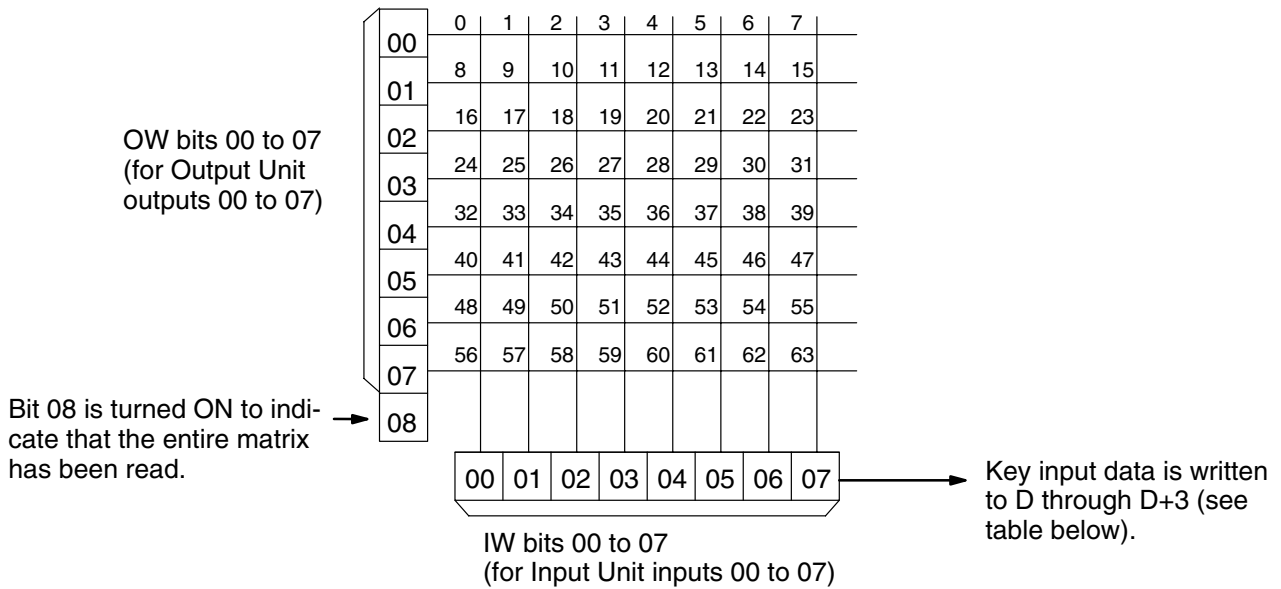 0 1 2 3 4 5 6 7
00
8 9 10 11 12 13 14 15
01
16 17 18 19 20 21 22 23
02
OW bits 00 to 07
(for Output Unit
outputs 00 to 07)
24 25 26 27 28 29 30 31
03
32 33 34 35 36 37 38 39
04
40 41 42 43 44 45 46 47
05
48 49 50 51 52 53 54 55
06
56 57 58 59 60 61 62 63
07
Bit 08 is turned ON to indi-
cate that the entire matrix
has been read.
08
00 01 02 03 04 05 06 07
Key input data is written
to D through D+3 (see
table below).
IW bits 00 to 07
(for Input Unit inputs 00 to 07)